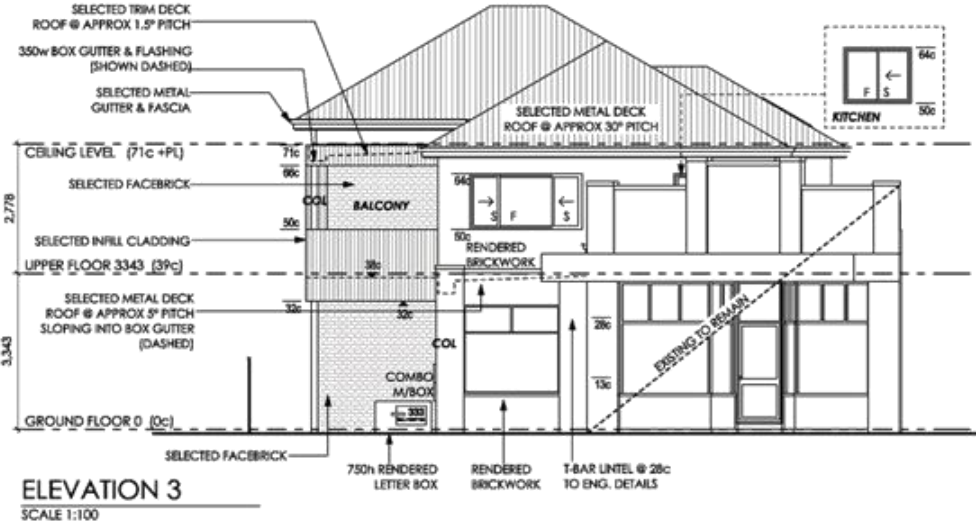 SELECTED TRIM DECK
ROOF @ APPROX 1.5° PITCH
350w BOX GUTTER & FLASHING
(SHOWN DASHED)
SELECTED METAL
GUTTER & FASCIA
CEILING LEVEL (71c +PL)
SELECTED FACEBRICK
SELECTED INFILL CLADDING
UPPER FLOOR 3343 (39c)
SELECTED METAL DECK
ROOF @ APPROX 5° PITCH
SLOPING INTO BOX GUTTER
(DASHED)
GROUND FLOOR 0 (0c)
SELECTED FACEBRICK
2,778
3,343
71c
66c
COL
BALCONY
50c
38c
32c
32c
COL
COMBO
M/BOX
333
SELECTED METAL DECK
ROOF @ APPROX 30° PITCH
64c
S F S
50c
RENDERED
BRICKWORK
64c
F S
50c
KITCHEN
28c
13c
EXISTING TO REMAIN
750h RENDERED
LETTER BOX
RENDERED
BRICKWORK
T-BAR LINTEL @ 28c
TO ENG. DETAILS
ELEVATION 3
SCALE 1:100